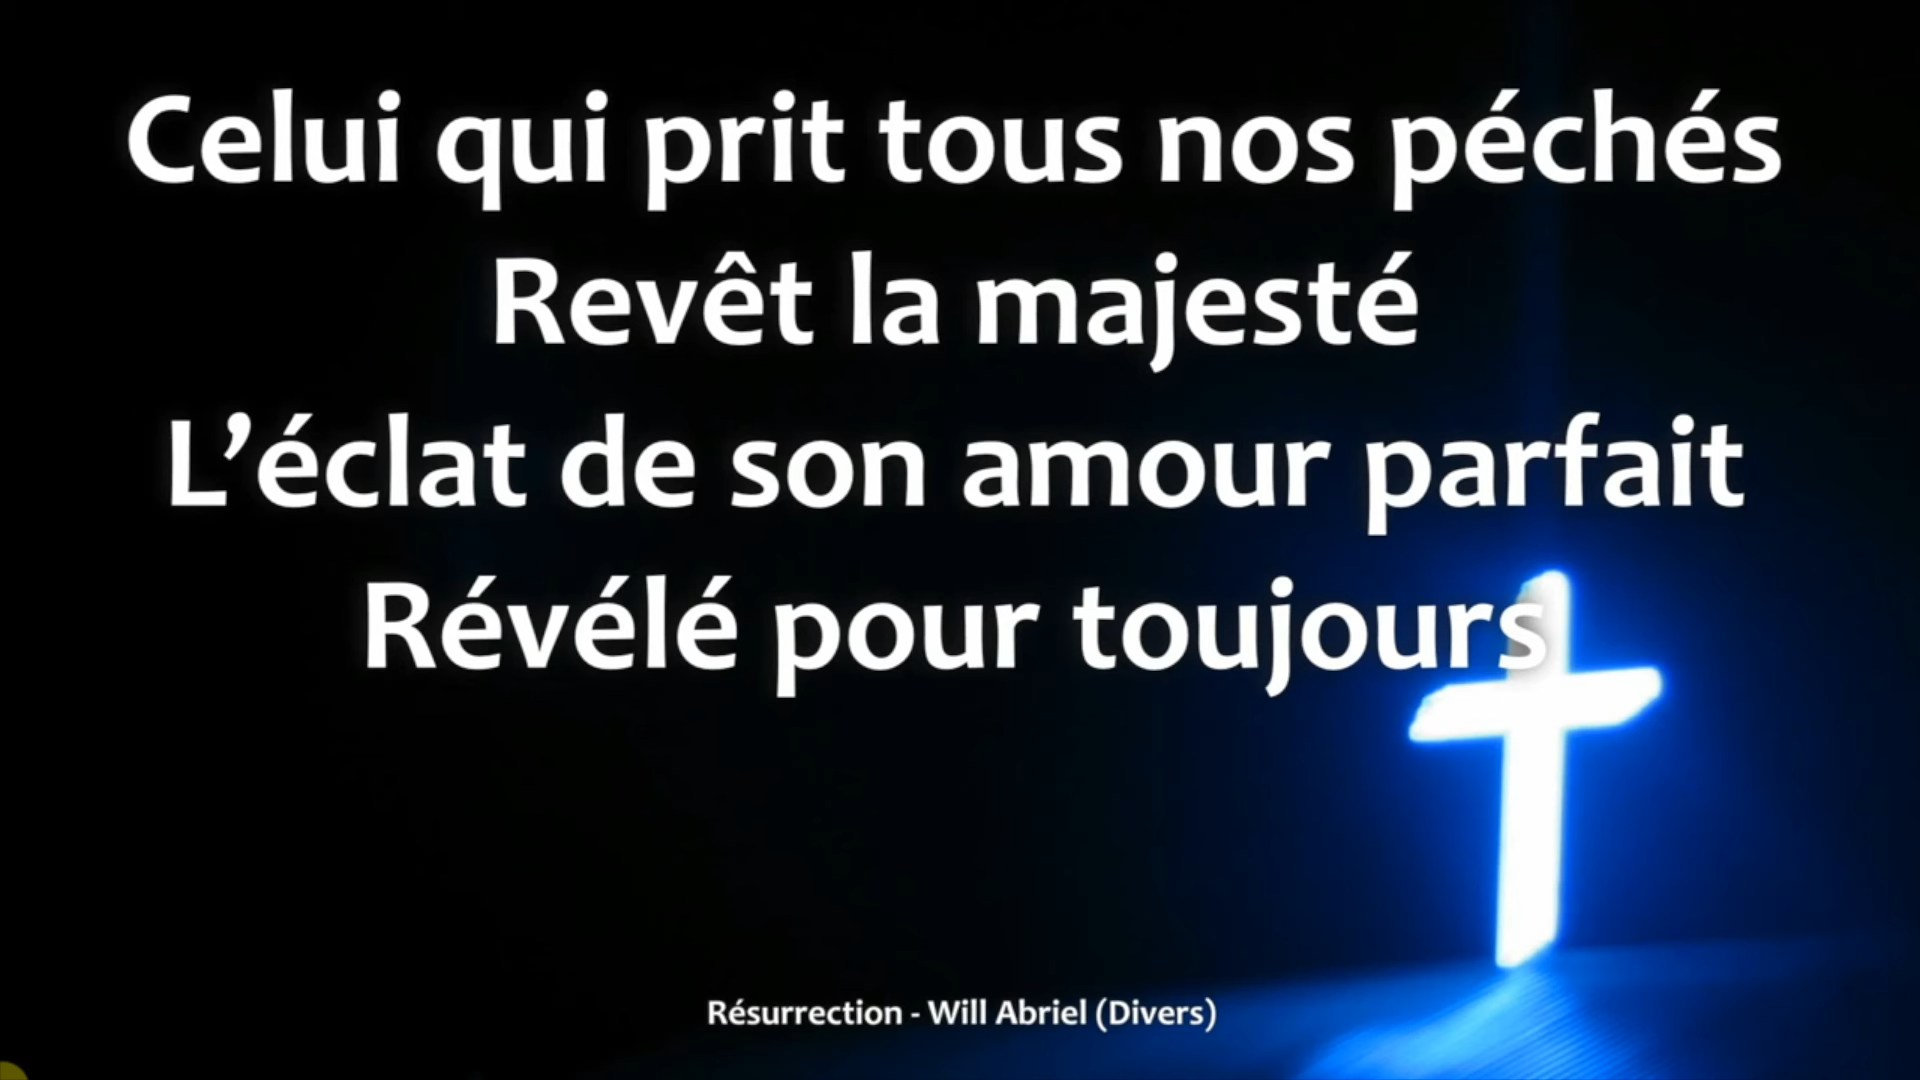 Celui qui prit tous nos péchés
Revêt la majesté
L’éclat de son amour parfait
Révélé pour toujours
Résurrection - Will Abriel (Divers)